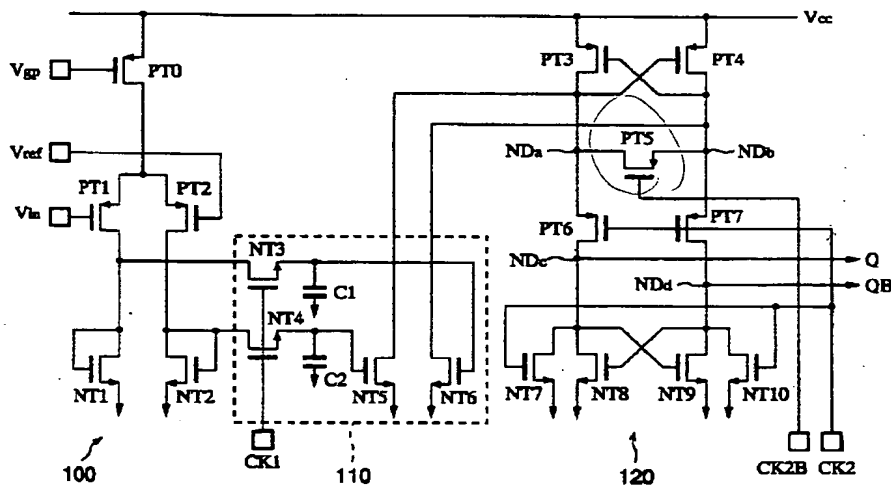 Vcc
Vgp
PT0
PT3
PT4
Vref
PT5
NDa
NDb
PT1
PT2
Vin
PT6
PT7
NT3
NDc
Q
C1
NDd
QB
NT4
C2
NT1
NT2
NT5
NT6
NT7
NT8
NT9
NT10
100
CK1
110
120
CK2B
CK2